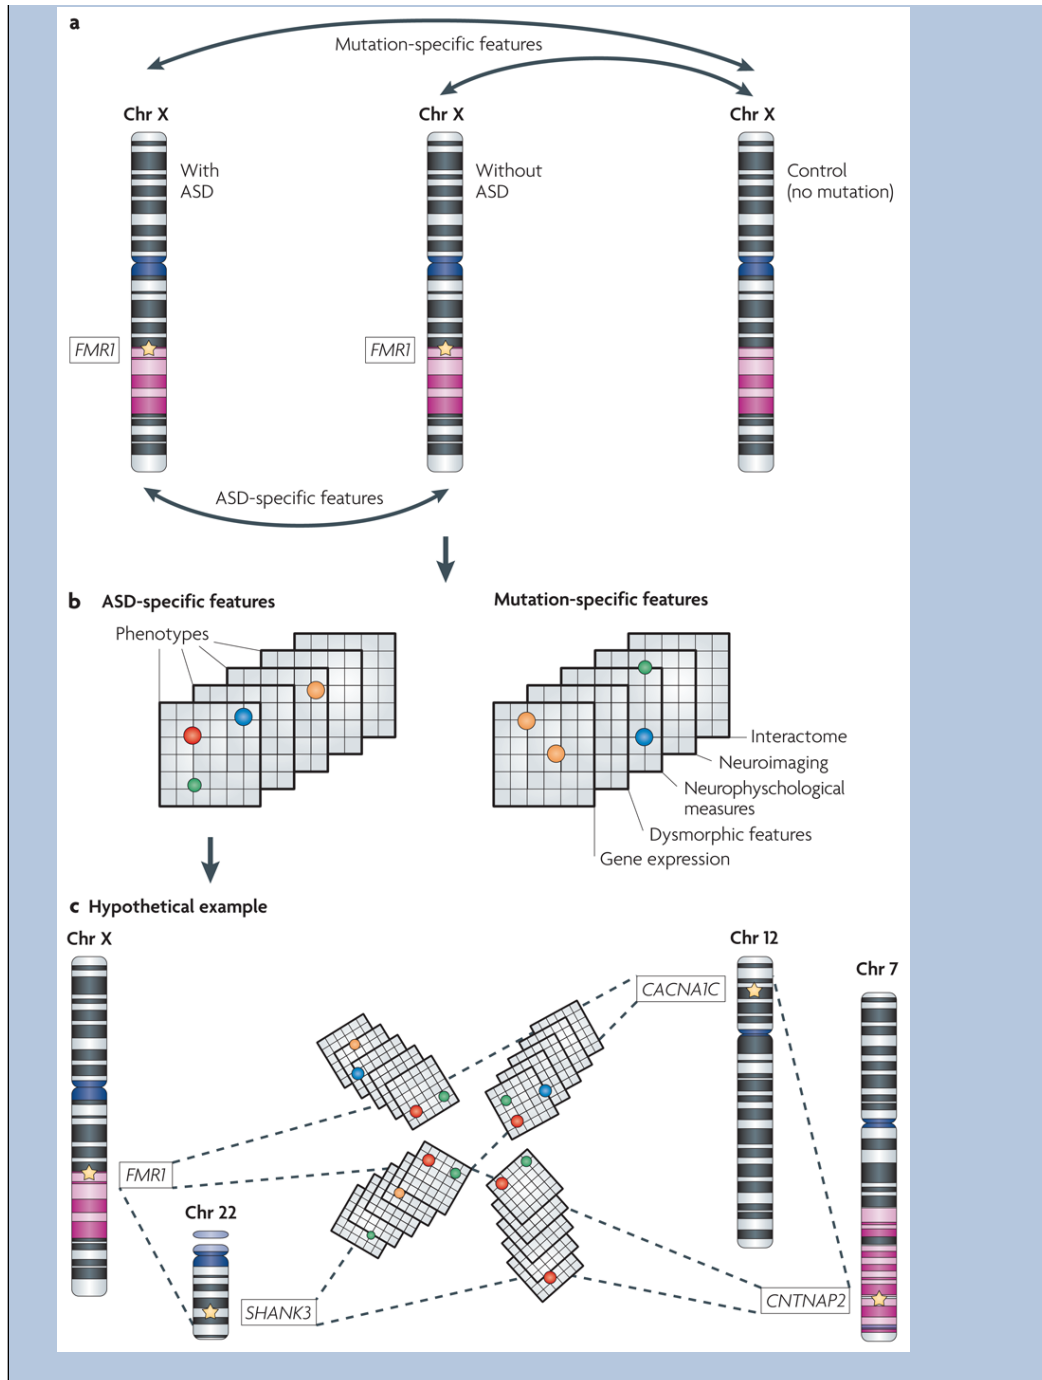 a
Mutation-specific features
Chr X
Chr X
Chr X
With
ASD
Without
ASD
Control
(no mutation)
FMR1
FMR1
ASD-specific features
b ASD-specific features
Mutation-specific features
Phenotypes
Interactome
Neuroimaging
Neurophyschological
measures
Dysmorphic features
Gene expression
c Hypothetical example
Chr X
Chr 12
Chr 7
CACNA1C
FMR1
Chr 22
SHANK3
CNTNAP2